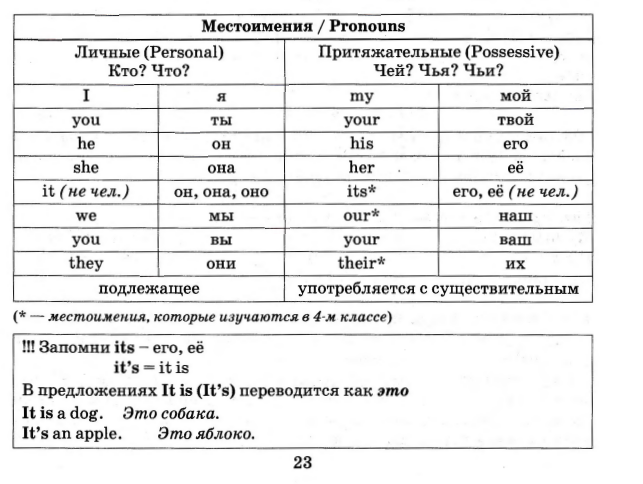 Местоимения / Pronouns
Личные (Personal) Притяжательные (Possessive)
Кто? Что? Чей? Чья? Чьи?
I я my мой
you ты your твой
he он his его
she она her её
it (не чел.) он, она, оно its* его, её (не чел.)
we мы our* наш
you вы your ваш
they они their* их
подлежащее употребляется с существительным
(* — местоимения, которые изучаются в 4-м классе)
!!! Запомни its – его, её
it's = it is
В предложениях It is (It's) переводится как это
It is a dog. Это собака.
It's an apple. Это яблоко.
23